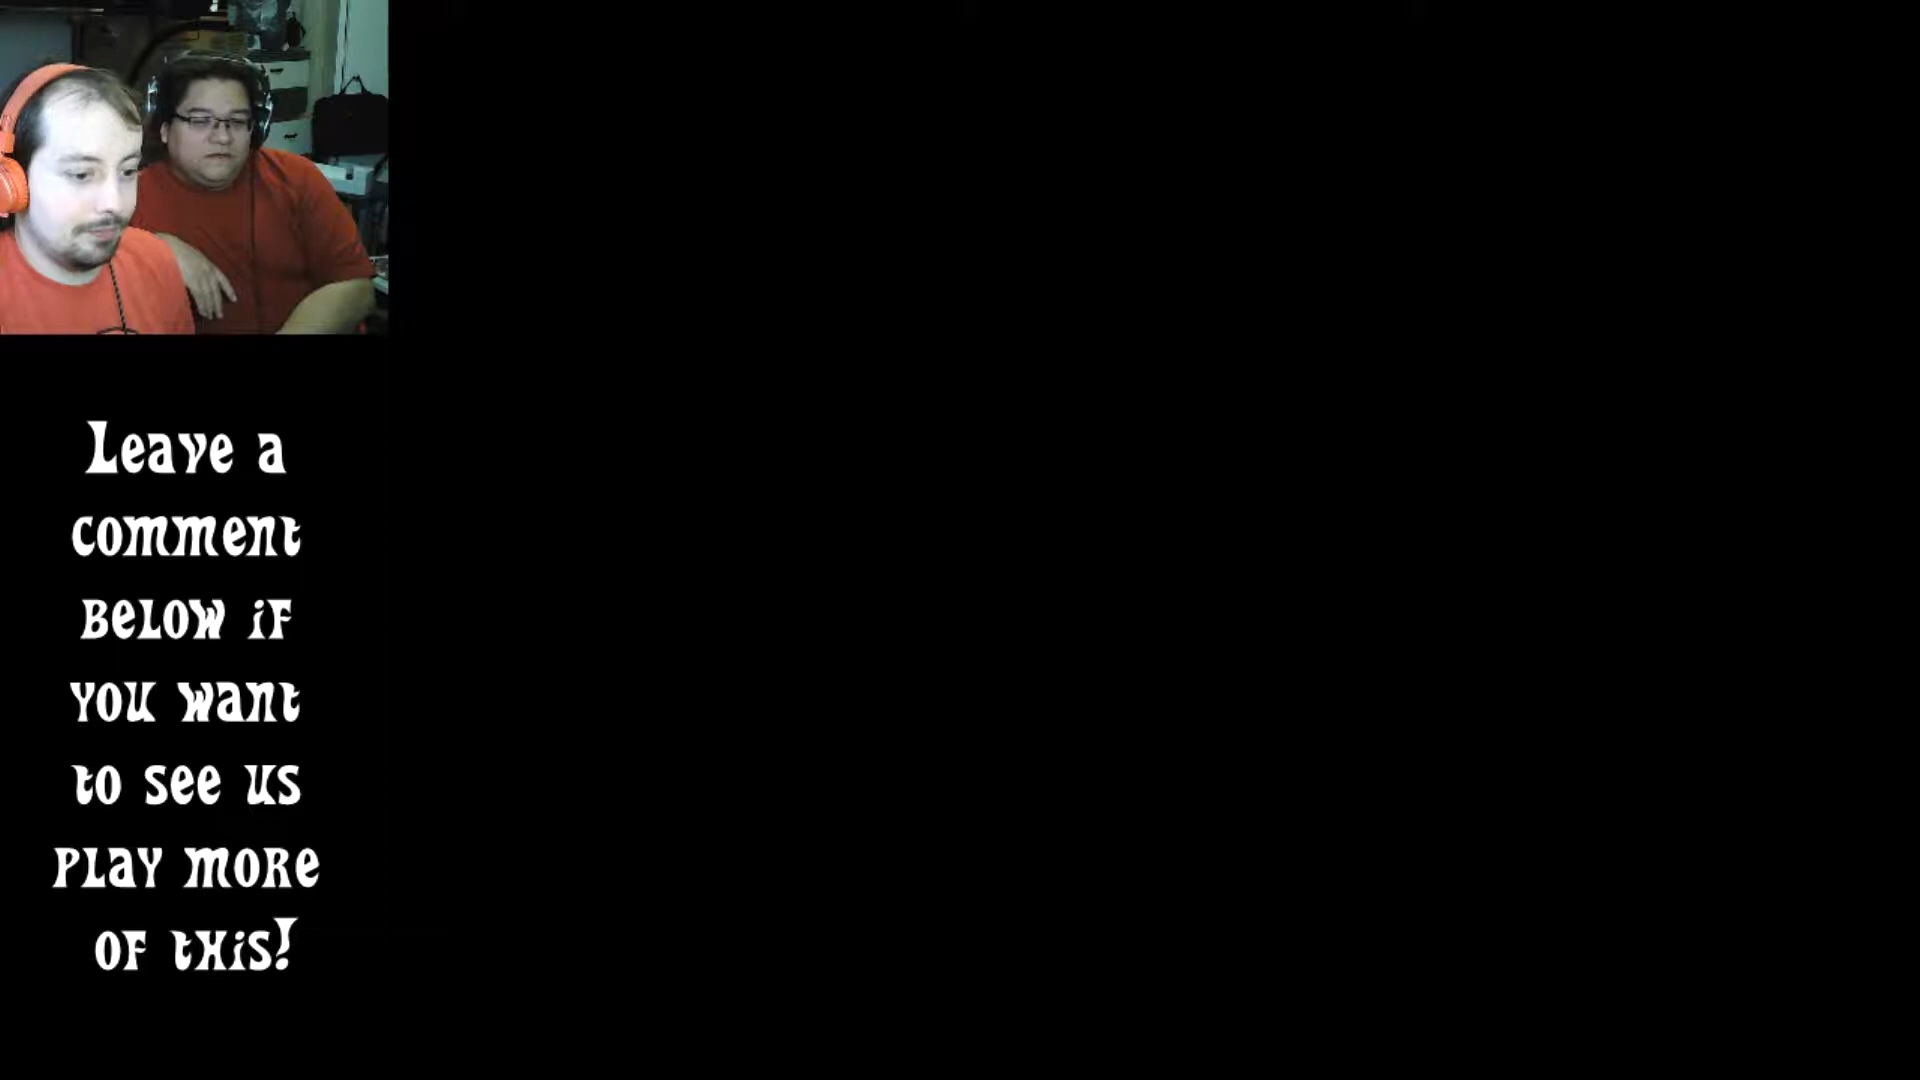 Leave a
comment
below if
you want
to see us
play more
of this!